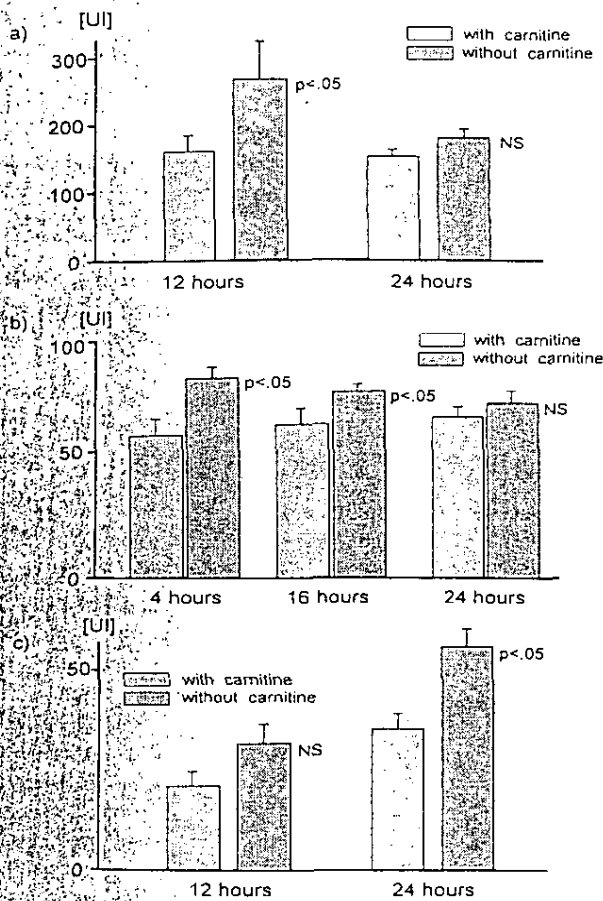 a)
[UI]
with carnitine
without carnitine
300
p<.05
200
NS
100
0
12 hours
24 hours
b)
[UI]
100
with carnitine
without carnitine
p<.05
p<.05
NS
50
0
4 hours
16 hours
24 hours
c)
[UI]
50
with carnitine
without carnitine
p<.05
NS
0
12 hours
24 hours